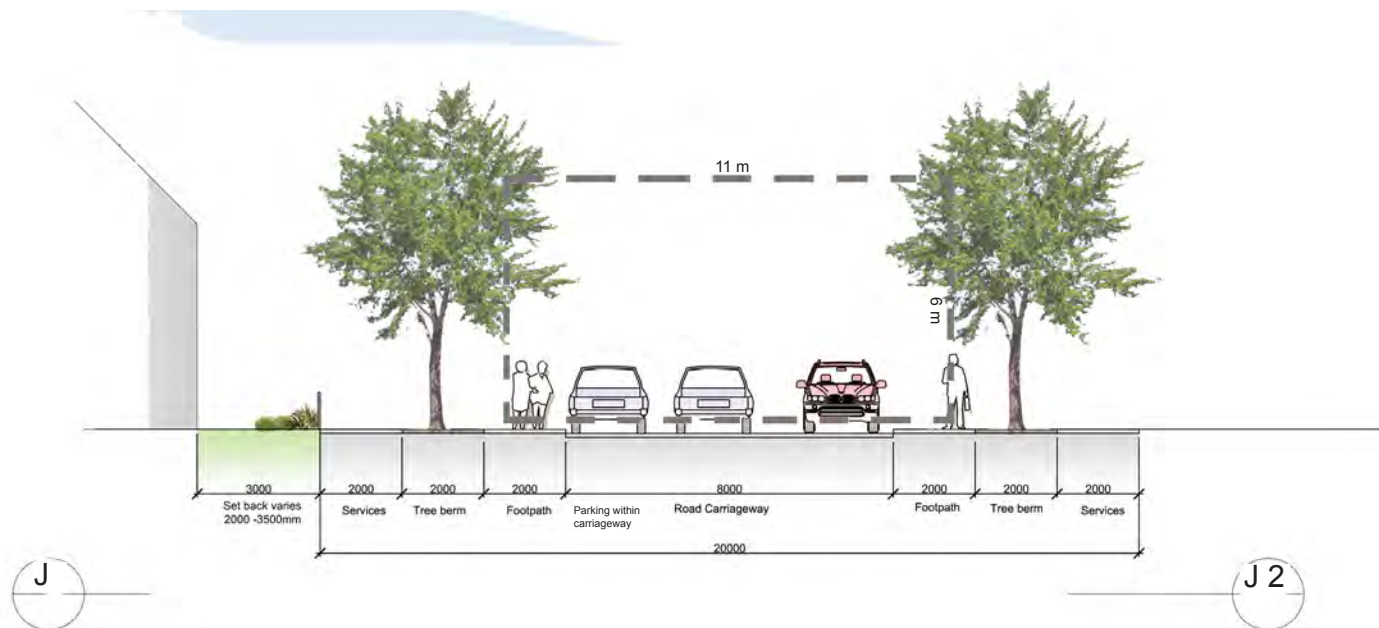 11 m
6 m
3000
2000
2000
2000
8000
2000
2000
2000
Set back varies
2000 -3500mm
Services
Tree berm
Footpath
Parking within
carriageway
Road Carriageway
Footpath
Tree berm
Services
20000
J
J 2